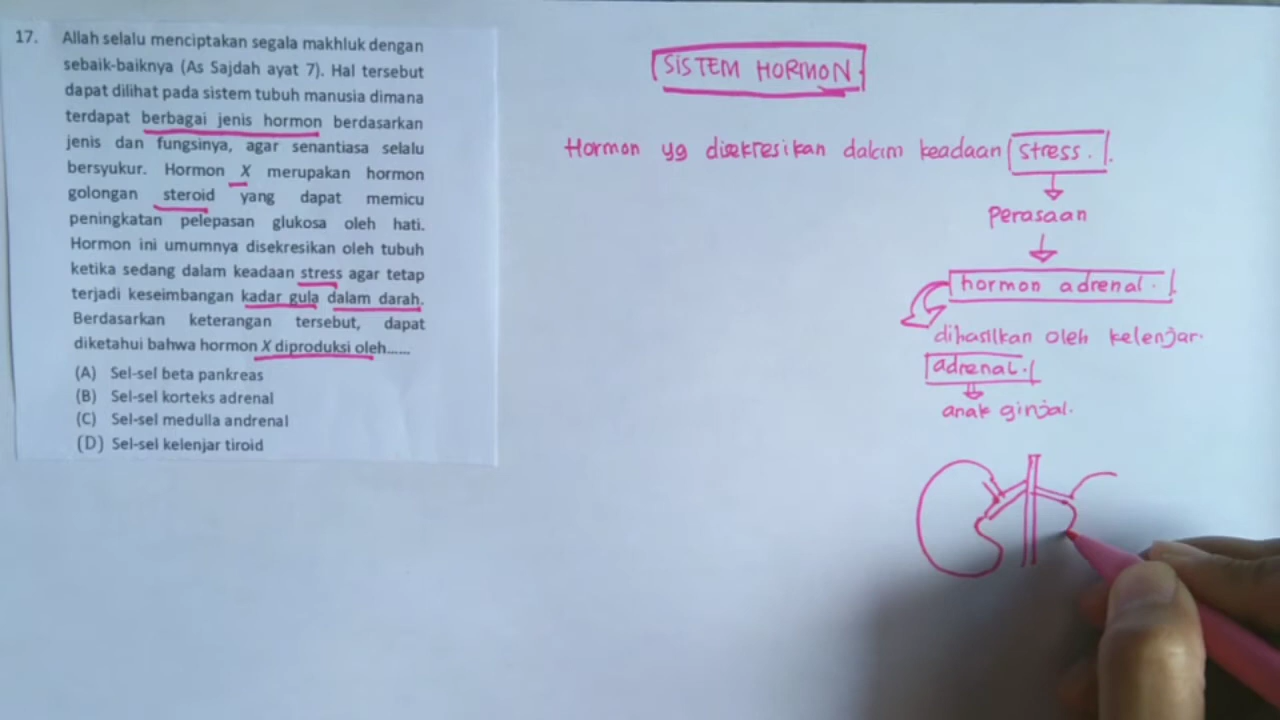 17. Allah selalu menciptakan segala makhluk dengan
sebaik-baiknya (As Sajdah ayat 7). Hal tersebut
dapat dilihat pada sistem tubuh manusia dimana
terdapat berbagai jenis hormon berdasarkan
jenis dan fungsinya, agar senantiasa selalu
bersyukur. Hormon X merupakan hormon
golongan steroid yang dapat memicu
peningkatan pelepasan glukosa oleh hati.
Hormon ini umumnya disekresikan oleh tubuh
ketika sedang dalam keadaan stress agar tetap
terjadi keseimbangan kadar gula dalam darah.
Berdasarkan keterangan tersebut, dapat
diketahui bahwa hormon X diproduksi oleh......
(A) Sel-sel beta pankreas
(B) Sel-sel korteks adrenal
(C) Sel-sel medulla andrenal
(D) Sel-sel kelenjar tiroid
SISTEM HORMON
Hormon yg disekresikan dalam keadaan stress.
Perasaan
hormon adrenal.
dihasilkan oleh kelenjar.
adrenal.
anak ginjal.